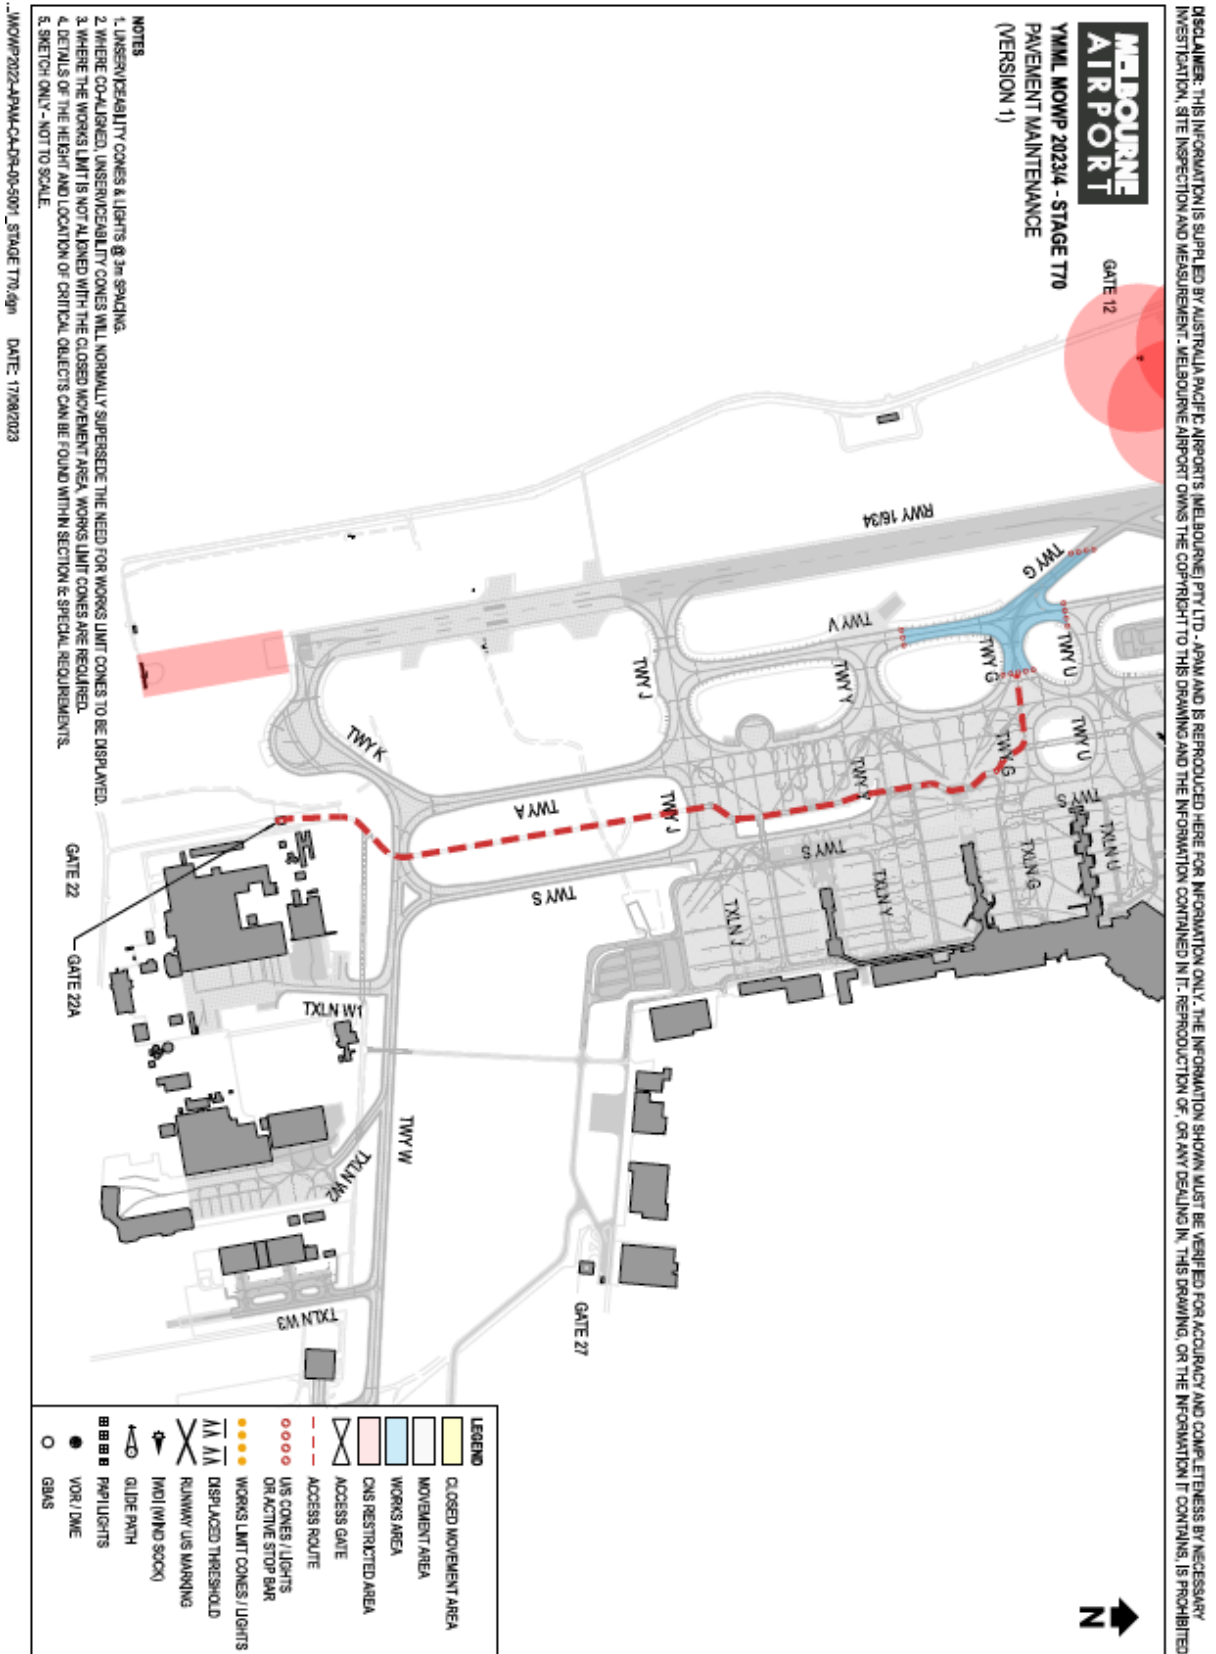 DISCLAIMER: THIS INFORMATION IS SUPPLIED BY AUSTRALIA PACIFIC AIRPORTS (MELBOURNE) PTY LTD - APAM AND IS REPRODUCED HERE FOR INFORMATION ONLY. THE INFORMATION SHOWN MUST BE VERIFIED FOR ACCURACY AND COMPLETENESS BY NECESSARY
INVESTIGATION, SITE INSPECTION AND MEASUREMENT. MELBOURNE AIRPORT OWNS THE COPYRIGHT TO THIS DRAWING AND THE INFORMATION CONTAINED IN IT. REPRODUCTION OF, OR ANY DEALING IN, THIS DRAWING, OR THE INFORMATION IT CONTAINS, IS PROHIBITED
MELBOURNE
AIRPORT
YMML MOWP 2023/4 - STAGE T70
PAVEMENT MAINTENANCE
(VERSION 1)
GATE 12
N
RWY 16/34
TWY G
TWY V
TWY U
TWY G
TWY J
TWY Y
TWY U
TWY G
TWY K
TWY A
TWY J
TWY Y
TWY S
TWY S
TWY S
TXLN U
TXLN G
TXLN Y
TXLN J
GATE 22
GATE 22A
TXLN W1
TWY W
TXLN W2
TXLN W3
GATE 27
NOTES
1. UNSERVICEABILITY CONES & LIGHTS @ 3m SPACING.
2. WHERE CO-ALIGNED, UNSERVICEABILITY CONES WILL NORMALLY SUPERSEDE THE NEED FOR WORKS LIMIT CONES TO BE DISPLAYED.
3. WHERE THE WORKS LIMIT IS NOT ALIGNED WITH THE CLOSED MOVEMENT AREA, WORKS LIMIT CONES ARE REQUIRED.
4. DETAILS OF THE HEIGHT AND LOCATION OF CRITICAL OBJECTS CAN BE FOUND WITHIN SECTION 6: SPECIAL REQUIREMENTS.
5. SKETCH ONLY - NOT TO SCALE.
LEGEND
CLOSED MOVEMENT AREA
MOVEMENT AREA
WORKS AREA
CNS RESTRICTED AREA
ACCESS GATE
ACCESS ROUTE
U/S CONES / LIGHTS
OR ACTIVE STOP BAR
WORKS LIMIT CONES / LIGHTS
DISPLACED THRESHOLD
RUNWAY U/S MARKING
IWDI (WIND SOCK)
GLIDE PATH
PAPI LIGHTS
VOR / DME
GBAS
...\MOWP2022-APAM-CA-DR-00-5001_STAGE T70.dgn DATE: 17/08/2023